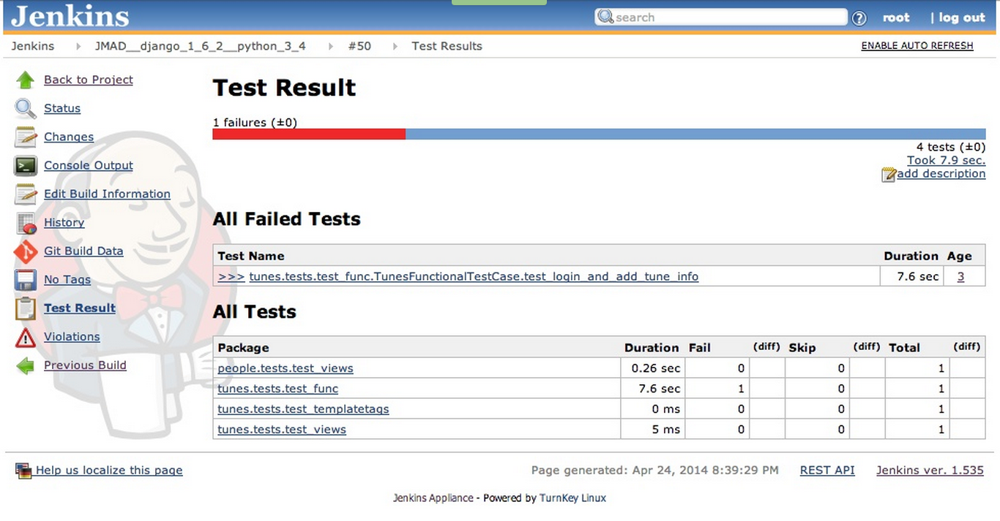 Jenkins
search
root
| log out
Jenkins JMAD__django_1_6_2__python_3_4 #50 Test Results
ENABLE AUTO REFRESH
Back to Project
Status
Changes
Console Output
Edit Build Information
History
Git Build Data
No Tags
Test Result
Violations
Previous Build
Test Result
1 failures (±0)
4 tests (±0)
Took 7.9 sec.
add description
All Failed Tests
Test Name Duration Age
>>> tunes.tests.test_func.TunesFunctionalTestCase.test_login_and_add_tune_info 7.6 sec 3
All Tests
Package Duration Fail (diff) Skip (diff) Total (diff)
people.tests.test_views 0.26 sec 0 0 1
tunes.tests.test_func 7.6 sec 1 0 1
tunes.tests.test_templatetags 0 ms 0 0 1
tunes.tests.test_views 5 ms 0 0 1
Help us localize this page
Page generated: Apr 24, 2014 8:39:29 PM REST API Jenkins ver. 1.535
Jenkins Appliance - Powered by TurnKey Linux